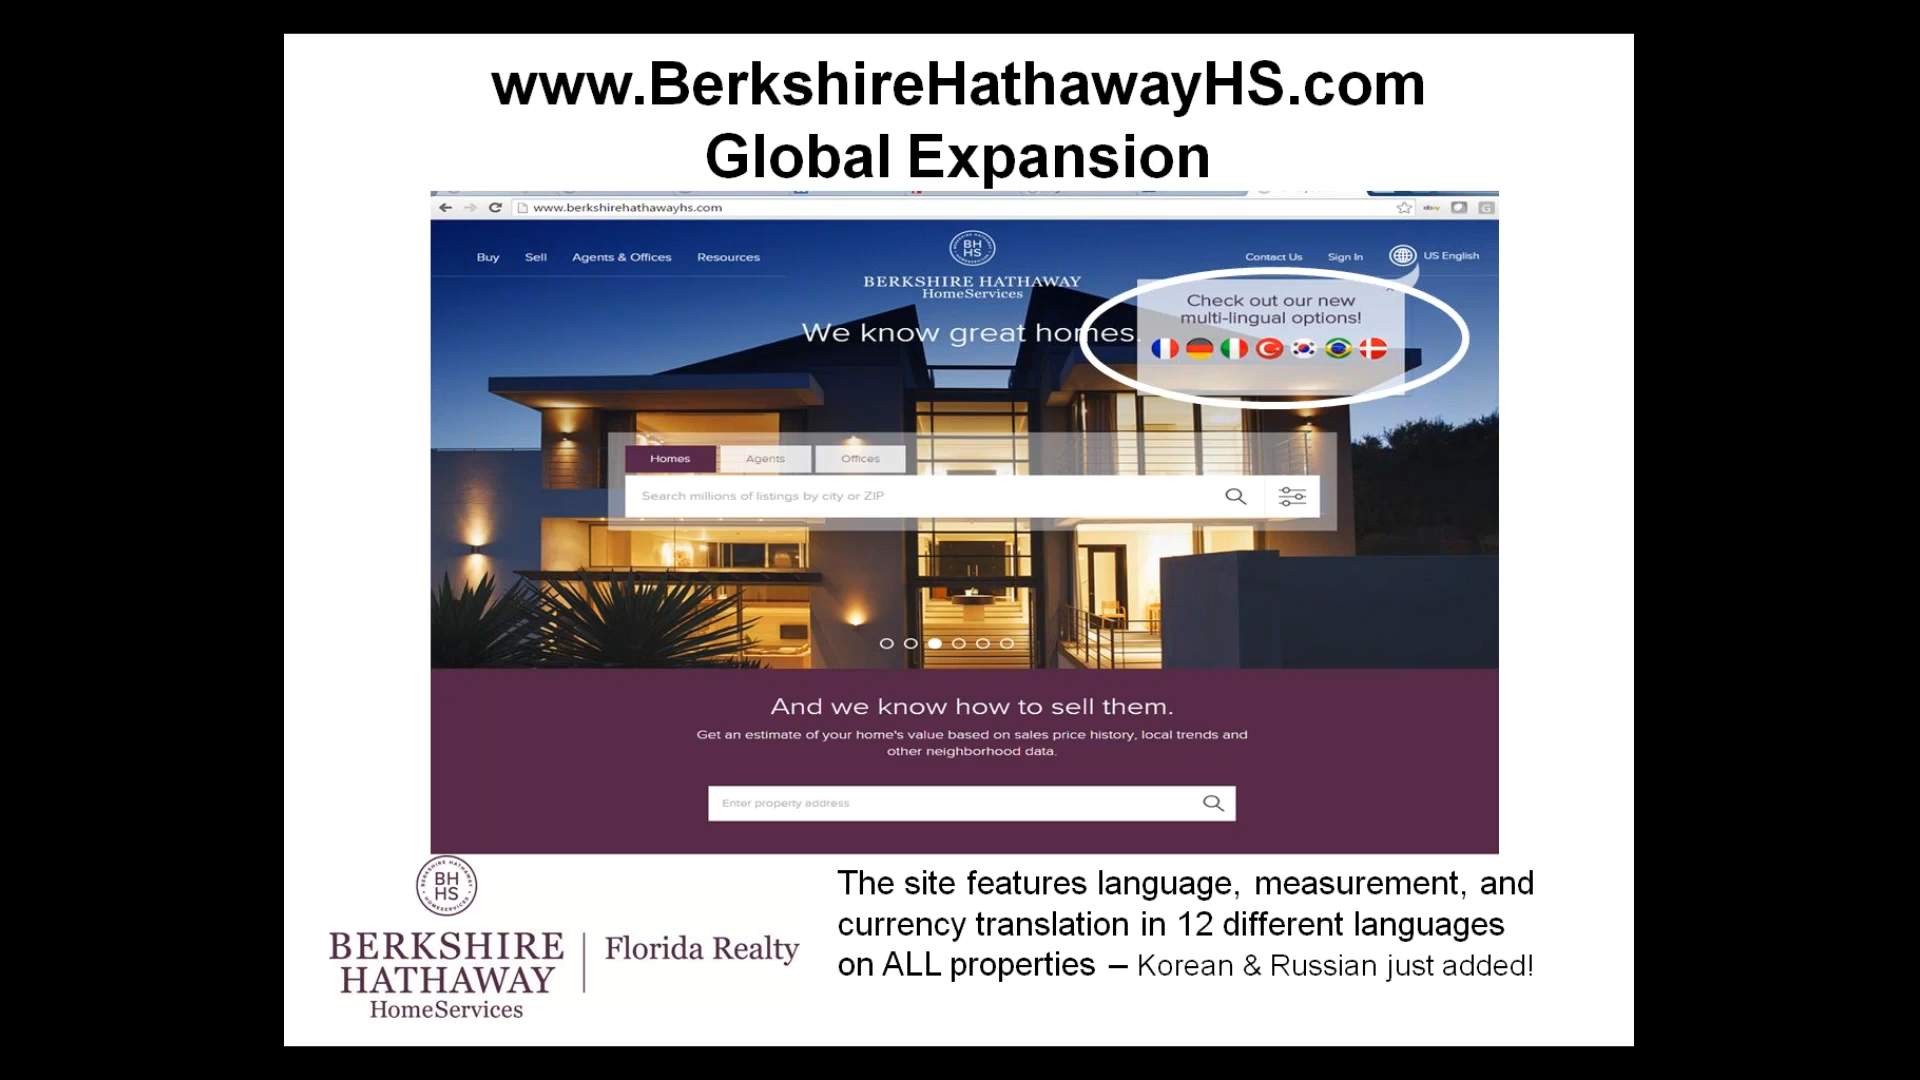 www.BerkshireHathawayHS.com
Global Expansion
www.berkshirehathawayhs.com
ebay
G
Buy Sell Agents & Offices Resources
BH
HS
BERKSHIRE HATHAWAY
HomeServices
Contact Us Sign In US English
Check out our new
multi-lingual options!
We know great homes.
Homes Agents Offices
Search millions of listings by city or ZIP
And we know how to sell them.
Get an estimate of your home's value based on sales price history, local trends and
other neighborhood data.
Enter property address
BERKSHIRE HATHAWAY
BH
HS
HOMESERVICES
BERKSHIRE
HATHAWAY
HomeServices
Florida Realty
The site features language, measurement, and
currency translation in 12 different languages
on ALL properties – Korean & Russian just added!